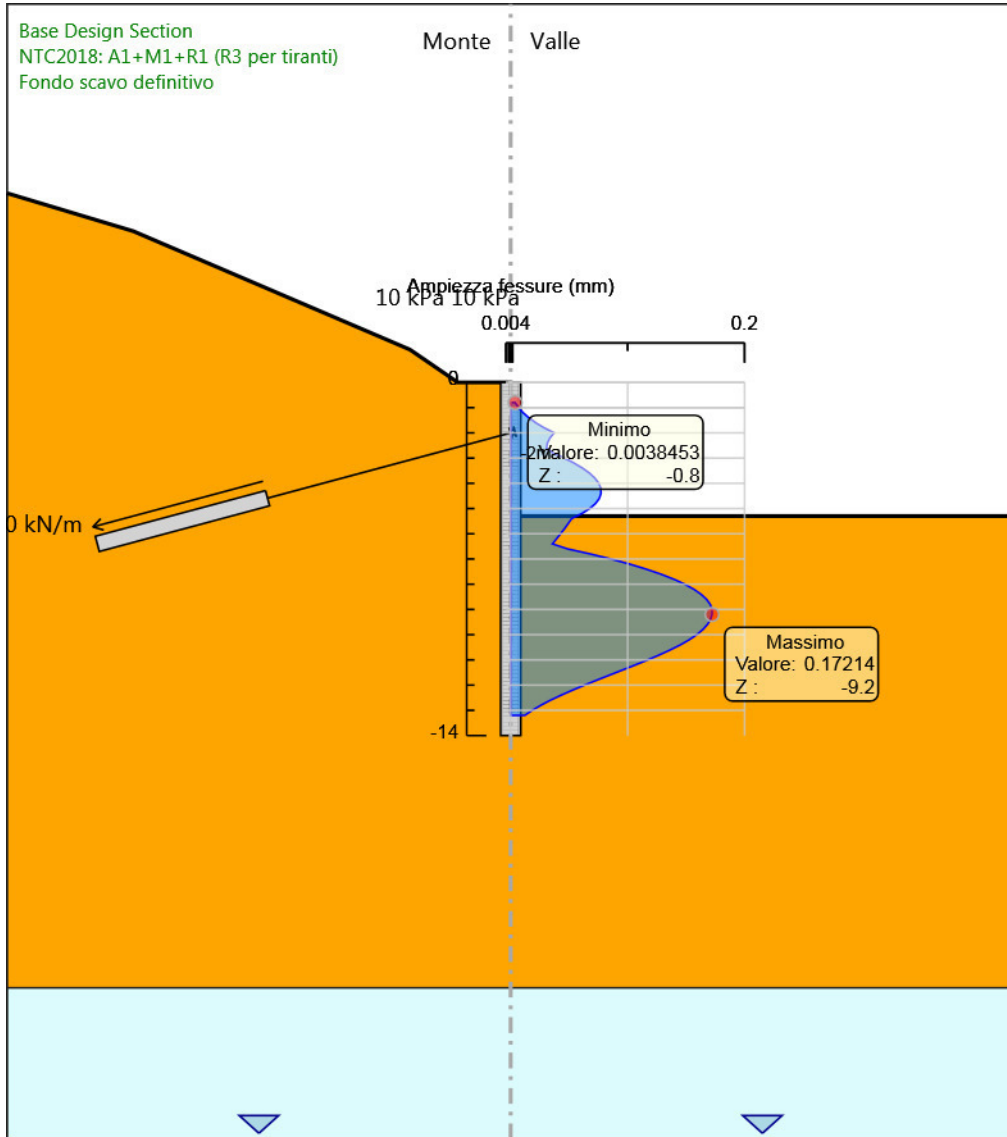 Base Design Section
NTC2018: A1+M1+R1 (R3 per tiranti)
Fondo scavo definitivo
Monte
Valle
Ampiezza fessure (mm)
10 kPa 10 kPa
0.004
0.2
0
Minimo
Valore: 0.0038453
Z : -0.8
0 kN/m
Massimo
Valore: 0.17214
Z : -9.2
-14